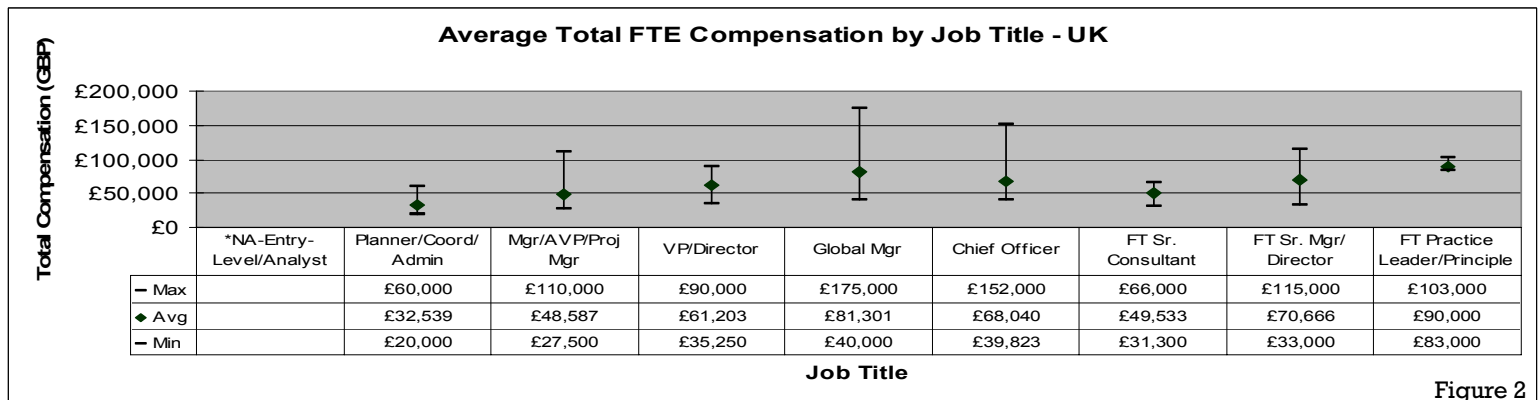 Average Total FTE Compensation by Job Title - UK
Total Compensation (GBP)
£200,000
£150,000
£100,000
£50,000
£0
*NA-Entry-
Level/Analyst
Planner/Coord/
Admin
Mgr/AVP/Proj
Mgr
VP/Director
Global Mgr
Chief Officer
FT Sr.
Consultant
FT Sr. Mgr/
Director
FT Practice
Leader/Principle
Max £60,000 £110,000 £90,000 £175,000 £152,000 £66,000 £115,000 £103,000
Avg £32,539 £48,587 £61,203 £81,301 £68,040 £49,533 £70,666 £90,000
Min £20,000 £27,500 £35,250 £40,000 £39,823 £31,300 £33,000 £83,000
Job Title
Figure 2